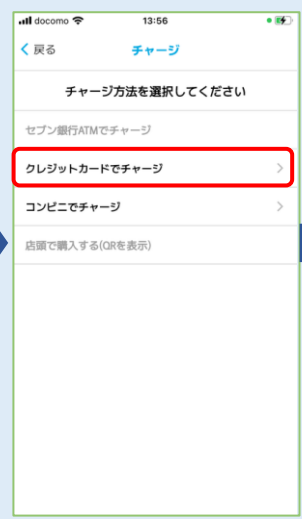 docomo 13:56
戻る チャージ
チャージ方法を選択してください
セブン銀行ATMでチャージ
クレジットカードでチャージ
コンビニでチャージ
店頭で購入する(QRを表示)